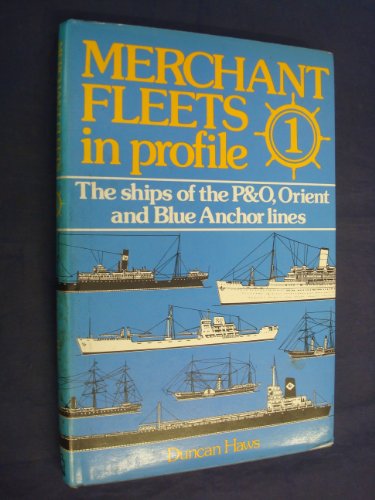 MERCHANT
FLEETS
in profile
1
The ships of the P&O, Orient
and Blue Anchor lines
Duncan Haws